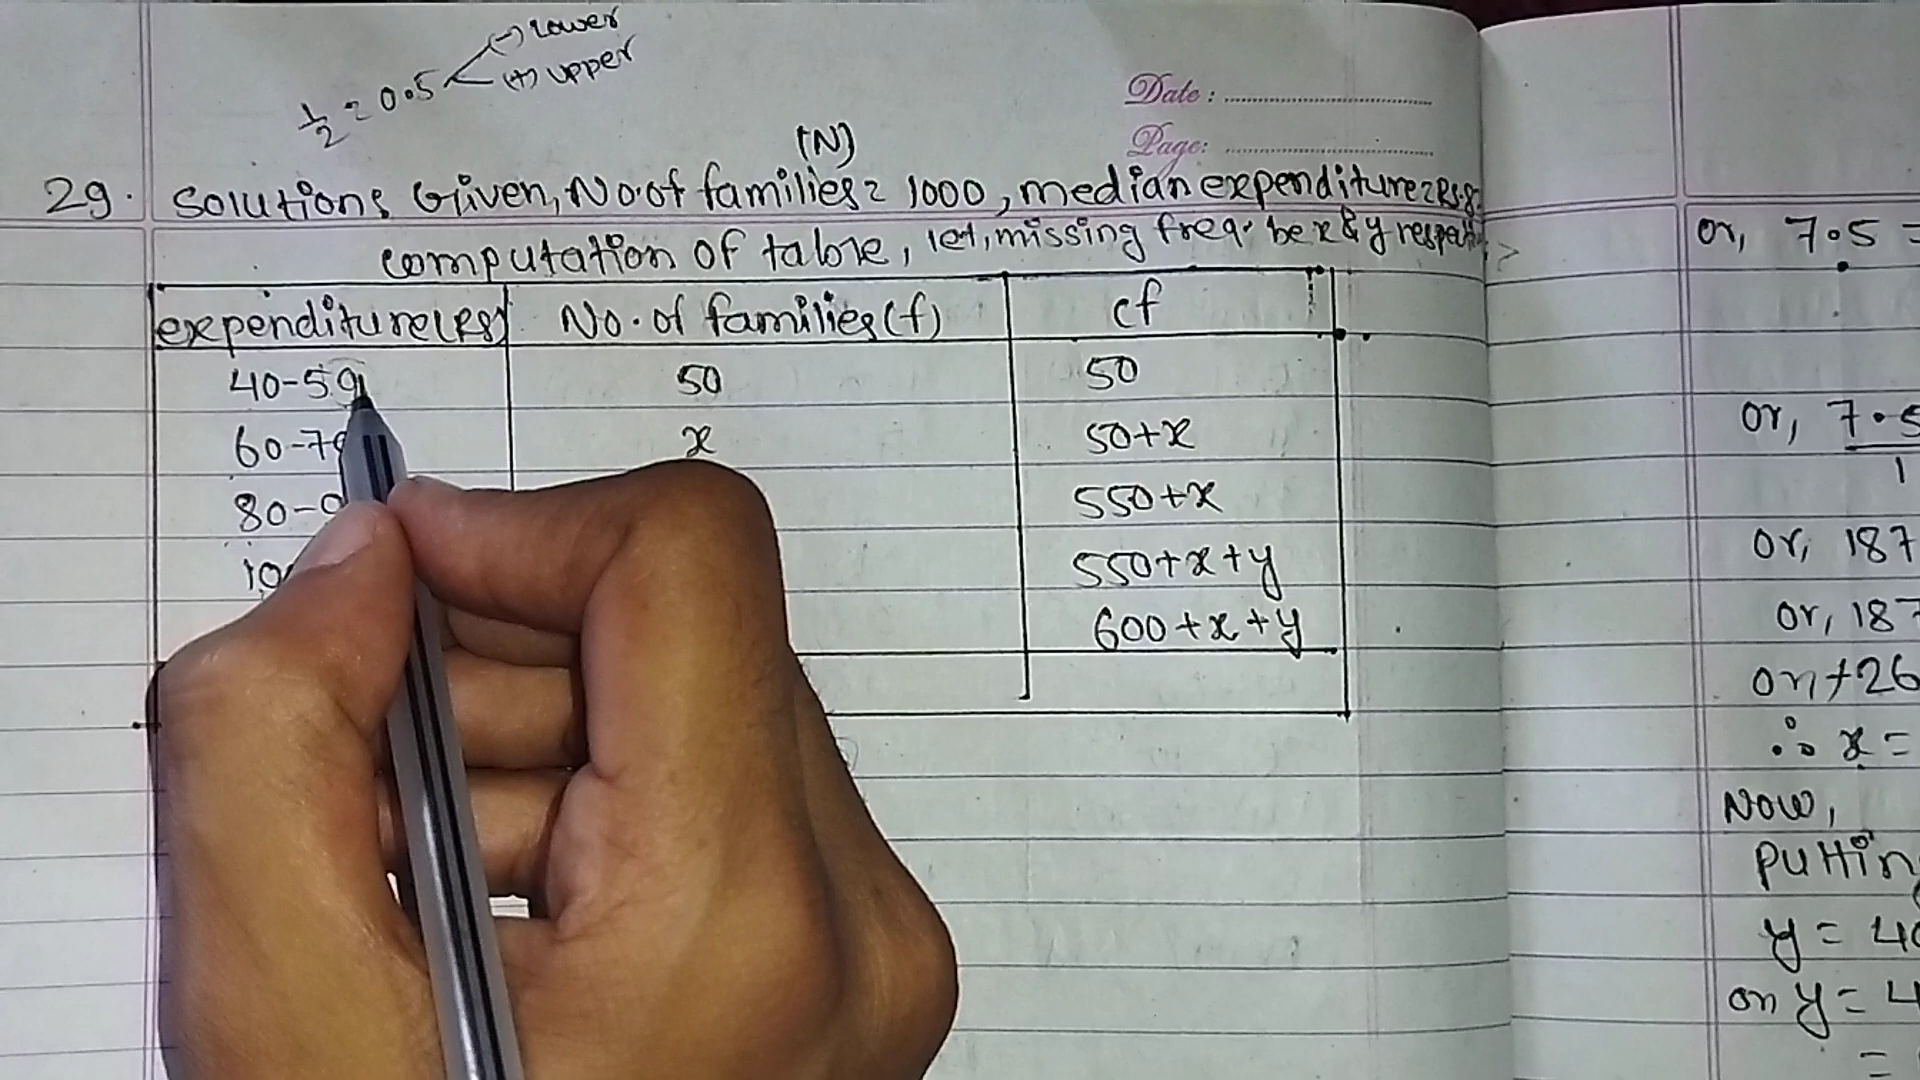 (-) lower
1/2 = 0.5
(+) upper
Date :
Page:
(N)
29. Solutions Given, No. of families = 1000, median expenditure = Rs.
computation of table, let, missing freq. be x & y
expenditure (Rs) No. of families (f) cf
40-59 50 50
60-7 x 50+x
80- 550+x
10 550+x+y
600+x+y
or, 7.5 =
or, 7.5
1
or, 187
or, 187
or, +26
∴ x =
Now,
putting
y = 40
or, y = 4
=